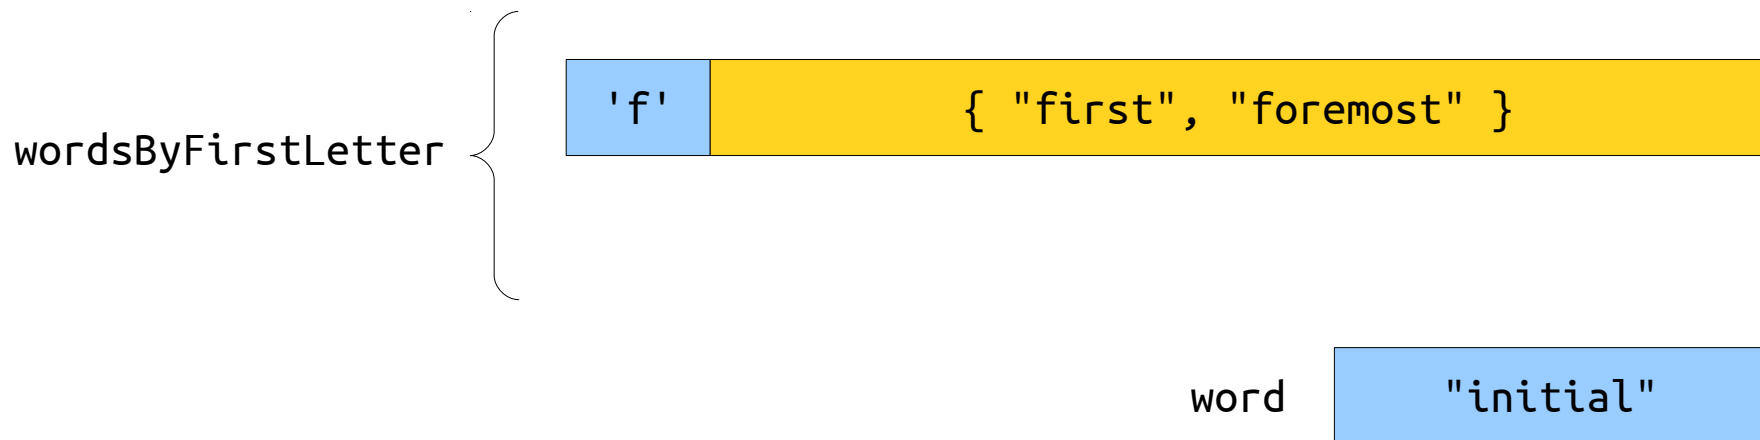 'f' { "first", "foremost" }
wordsByFirstLetter
word "initial"